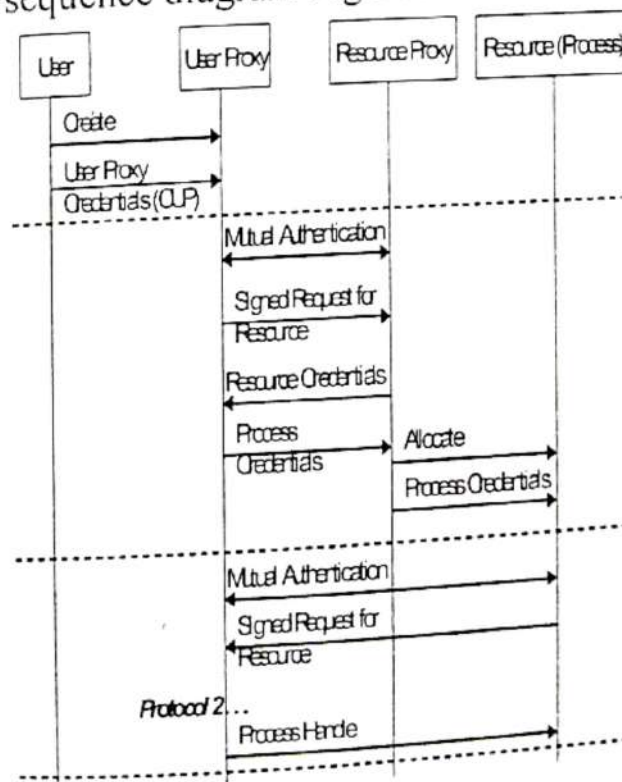 sequence diagram
User
User Proxy
Resource Proxy
Resource (Process)
Create
User Proxy
Credentials (CUP)
Mutual Authentication
Signed Request for
Resource
Resource Credentials
Process
Credentials
Allocate
Process Credentials
Mutual Authentication
Signed Request for
Resource
Protocol 2...
Process Handle